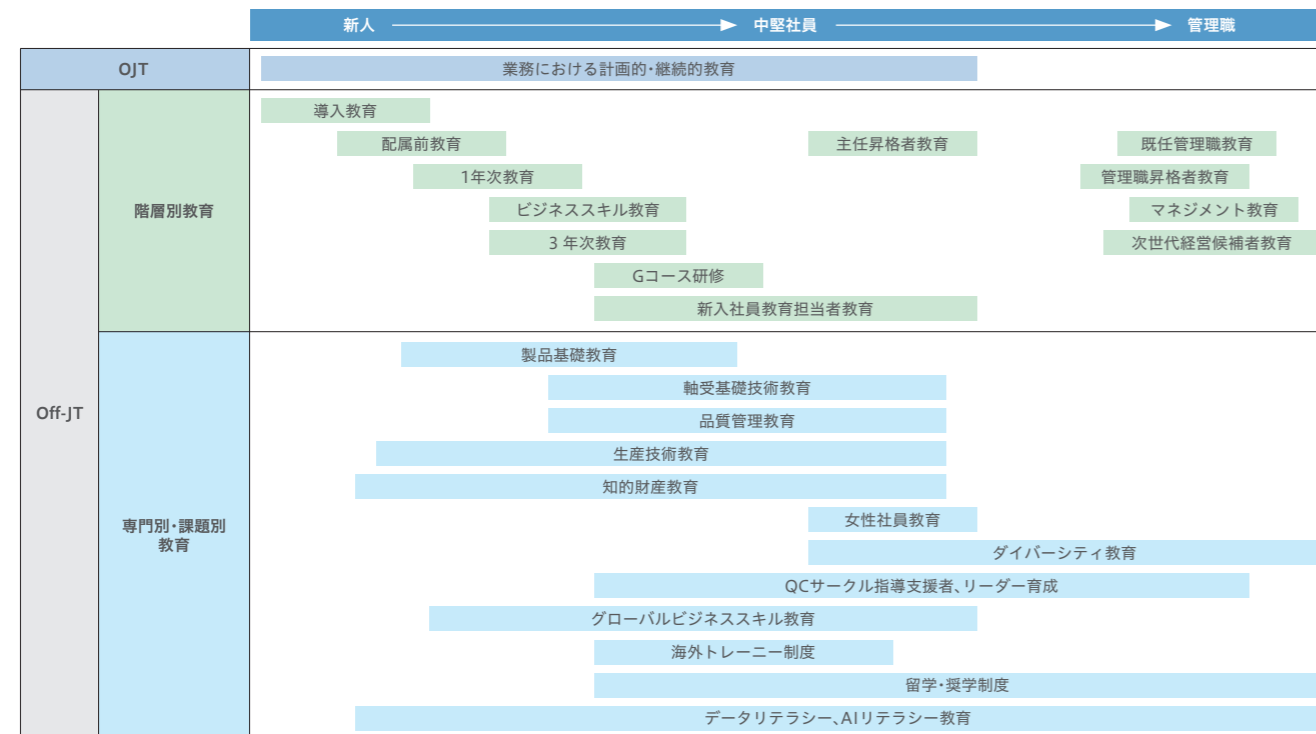 新人
中堅社員
管理職
OJT
業務における計画的・継続的教育
Off-JT
階層別教育
導入教育
配属前教育
主任昇格者教育
既任管理職教育
1年次教育
管理職昇格者教育
ビジネススキル教育
マネジメント教育
3 年次教育
次世代経営候補者教育
Gコース研修
新入社員教育担当者教育
専門別・課題別
教育
製品基礎教育
軸受基礎技術教育
品質管理教育
生産技術教育
知的財産教育
女性社員教育
ダイバーシティ教育
QCサークル指導支援者、リーダー育成
グローバルビジネススキル教育
海外トレーニー制度
留学・奨学制度
データリテラシー、AIリテラシー教育